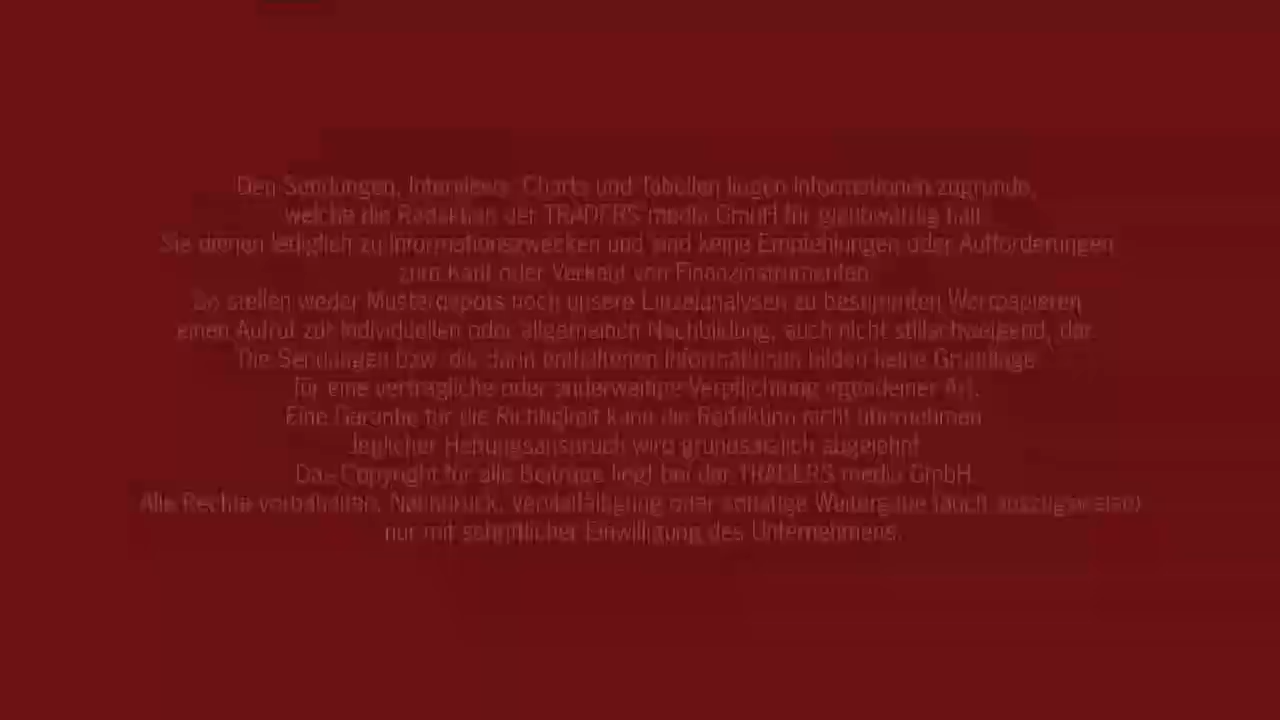 Den Sendungen, Interviews, Charts und Tabellen liegen Informationen zugrunde,
welche die Redaktion der TRADERS media GmbH für glaubwürdig hält.
Sie dienen lediglich zu Informationszwecken und sind keine Empfehlungen oder Aufforderungen
zum Kauf oder Verkauf von Finanzinstrumenten.
So stellen weder Musterdepots noch unsere Einzelanalysen zu bestimmten Wertpapieren
einen Aufruf zur individuellen oder allgemeinen Nachbildung, auch nicht stillschweigend, dar.
Die Sendungen bzw. die darin enthaltenen Informationen bilden keine Grundlage
für eine vertragliche oder anderweitige Verpflichtung irgendeiner Art.
Eine Garantie für die Richtigkeit kann die Redaktion nicht übernehmen.
Jeglicher Haftungsanspruch wird grundsätzlich abgelehnt.
Das Copyright für alle Beiträge liegt bei der TRADERS media GmbH.
Alle Rechte vorbehalten. Nachdruck, Vervielfältigung oder sonstige Weitergabe (auch auszugsweise)
nur mit schriftlicher Einwilligung des Unternehmens.